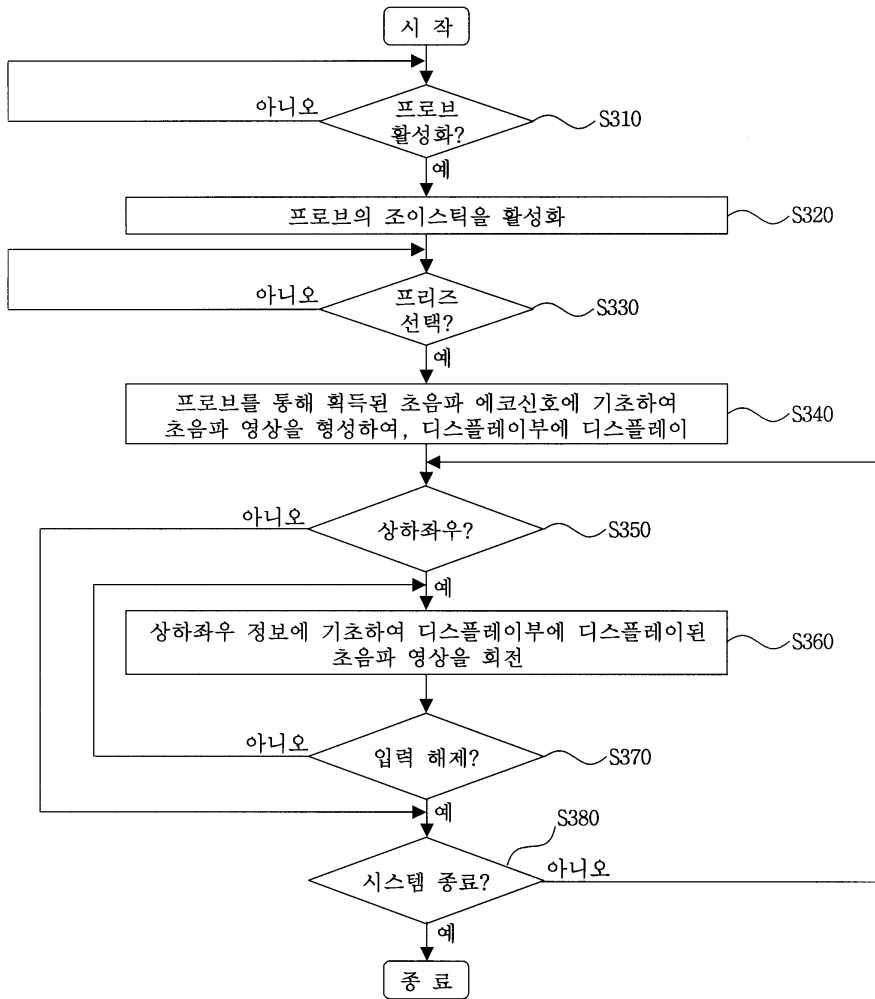 시 작
아니오
프로브
활성화?
S310
예
프로브의 조이스틱을 활성화
S320
아니오
프리즈
선택?
S330
예
프로브를 통해 획득된 초음파 에코신호에 기초하여
초음파 영상을 형성하여, 디스플레이부에 디스플레이
S340
아니오
상하좌우?
S350
예
상하좌우 정보에 기초하여 디스플레이부에 디스플레이된
초음파 영상을 회전
S360
아니오
입력 해제?
S370
예
S380
시스템 종료?
아니오
예
종 료